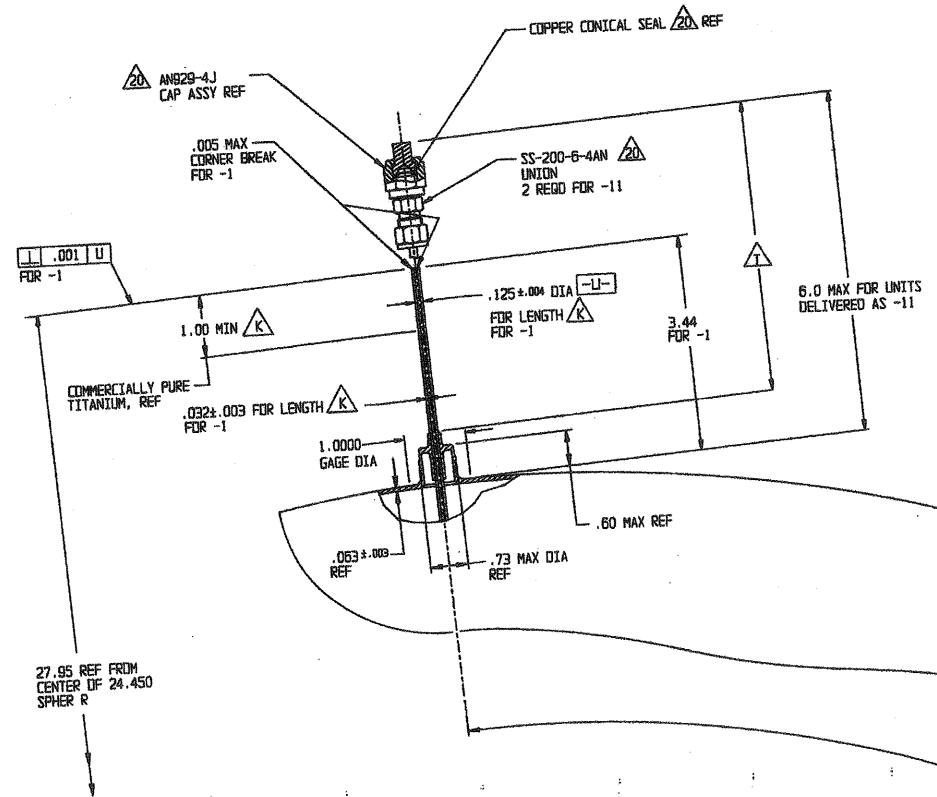 COPPER CONICAL SEAL 20 REF
20 AN929-4J
CAP ASSY REF
.005 MAX
CORNER BREAK
FOR -1
SS-200-6-4AN 20
UNION
2 REQD FOR -11
⊥ .001 U
FOR -1
1.00 MIN K
.125±.004 DIA -U-
FOR LENGTH K
FOR -1
T
6.0 MAX FOR UNITS
DELIVERED AS -11
3.44
FOR -1
COMMERCIALLY PURE
TITANIUM, REF
.032±.003 FOR LENGTH K
FOR -1
1.0000
GAGE DIA
.60 MAX REF
.063±.003
REF
.73 MAX DIA
REF
27.95 REF FROM
CENTER OF 24.450
SPHER R